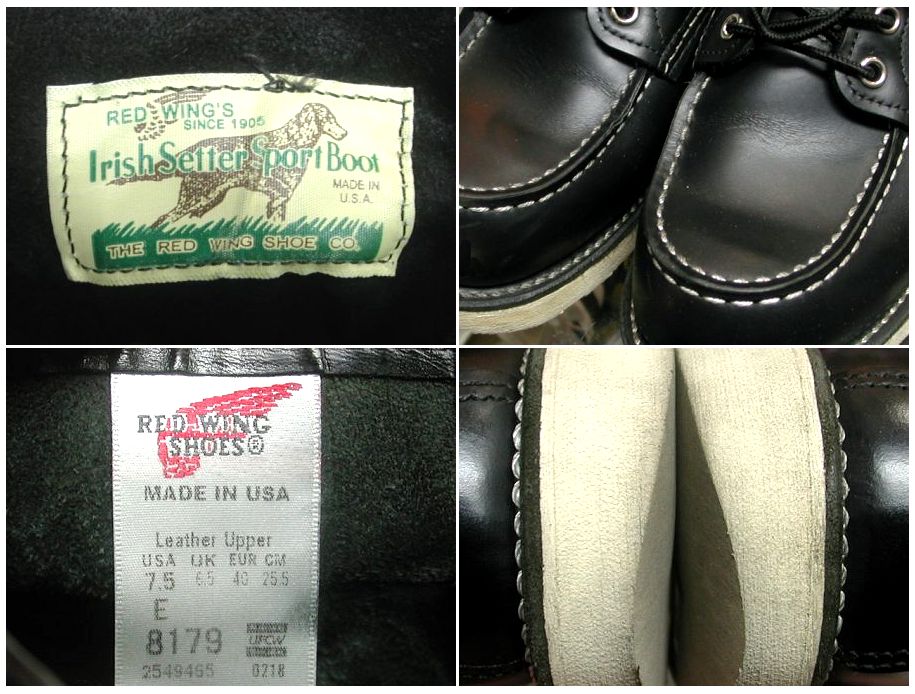 RED WING'S
SINCE 1905
Irish Setter Sport Boot
MADE IN
U.S.A.
THE RED WING SHOE CO.
RED WING
SHOES®
MADE IN USA
Leather Upper
USA UK EUR CM
7.5 6.5 40 25.5
E
8179
UFCW
2549465 0218